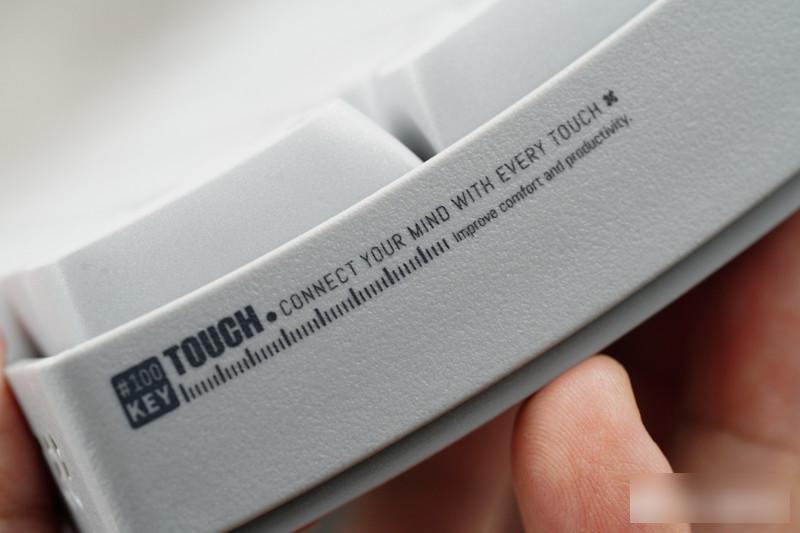 #100
KEY
TOUCH • CONNECT YOUR MIND WITH EVERY TOUCH
Improve comfort and productivity.